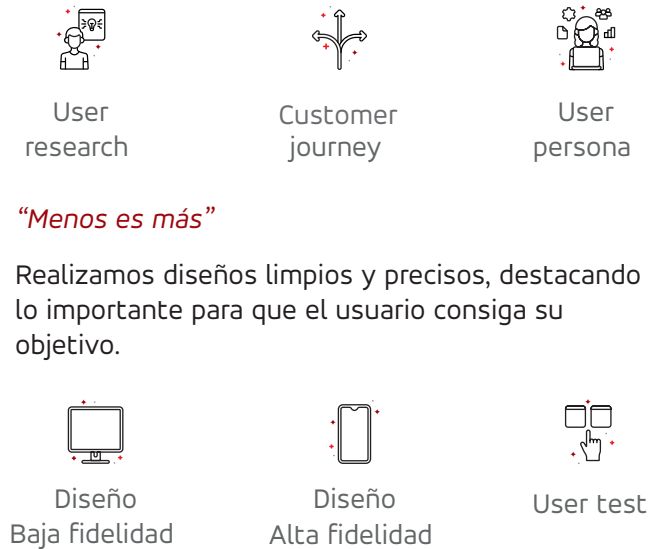 User
research
Customer
journey
User
persona
“Menos es más”
Realizamos diseños limpios y precisos, destacando
lo importante para que el usuario consiga su
objetivo.
Diseño
Baja fidelidad
Diseño
Alta fidelidad
User test